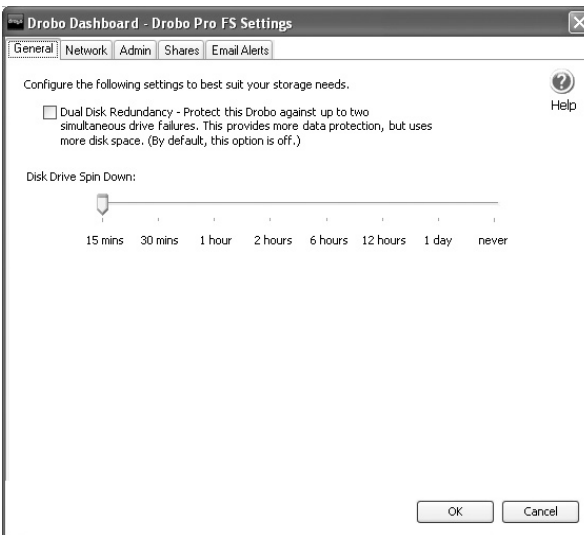 Drobo Dashboard - Drobo Pro FS Settings
General Network Admin Shares Email Alerts
Configure the following settings to best suit your storage needs.
Help
Dual Disk Redundancy - Protect this Drobo against up to two
simultaneous drive failures. This provides more data protection, but uses
more disk space. (By default, this option is off.)
Disk Drive Spin Down:
15 mins 30 mins 1 hour 2 hours 6 hours 12 hours 1 day never
OK Cancel